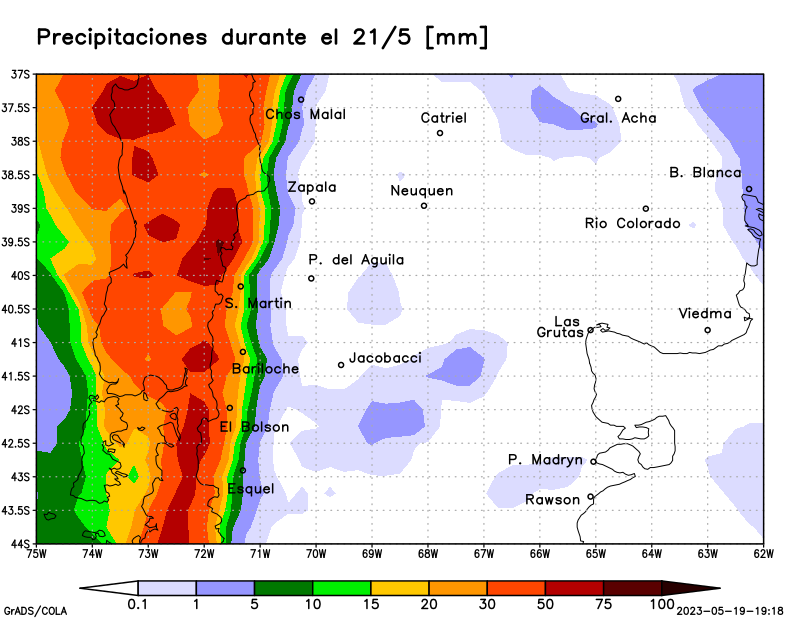 Precipitaciones durante el 21/5 [mm]
37S
37.5S
Chos Malal
Catriel
Gral. Acha
38S
38.5S
B. Blanca
Zapala
Neuquen
39S
Rio Colorado
39.5S
P. del Aguila
40S
S. Martin
40.5S
Viedma
Las
Grutas
41S
Jacobacci
Bariloche
41.5S
42S
El Bolson
42.5S
P. Madryn
43S
Esquel
Rawson
43.5S
44S
75W 74W 73W 72W 71W 70W 69W 68W 67W 66W 65W 64W 63W 62W
0.1 1 5 10 15 20 30 50 75 100
GrADS/COLA
2023-05-19-19:18